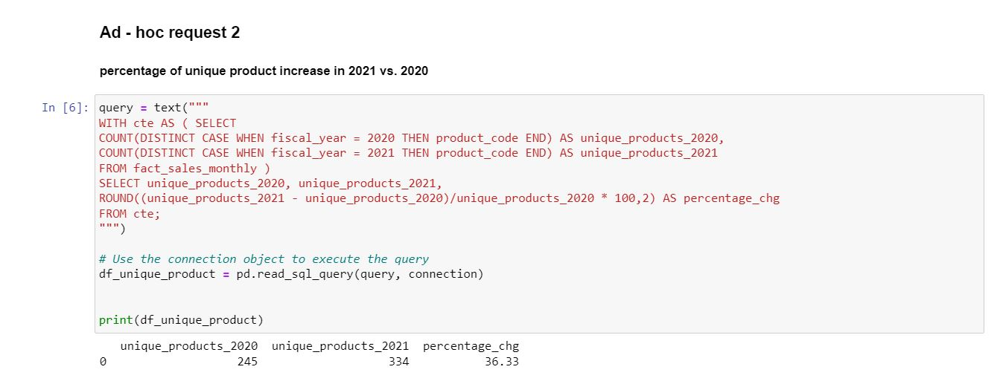 Ad - hoc request 2
percentage of unique product increase in 2021 vs. 2020
In [6]: query = text("""
WITH cte AS ( SELECT
COUNT(DISTINCT CASE WHEN fiscal_year = 2020 THEN product_code END) AS unique_products_2020,
COUNT(DISTINCT CASE WHEN fiscal_year = 2021 THEN product_code END) AS unique_products_2021
FROM fact_sales_monthly )
SELECT unique_products_2020, unique_products_2021,
ROUND((unique_products_2021 - unique_products_2020)/unique_products_2020 * 100,2) AS percentage_chg
FROM cte;
""")
# Use the connection object to execute the query
df_unique_product = pd.read_sql_query(query, connection)
print(df_unique_product)
unique_products_2020 unique_products_2021 percentage_chg
0 245 334 36.33